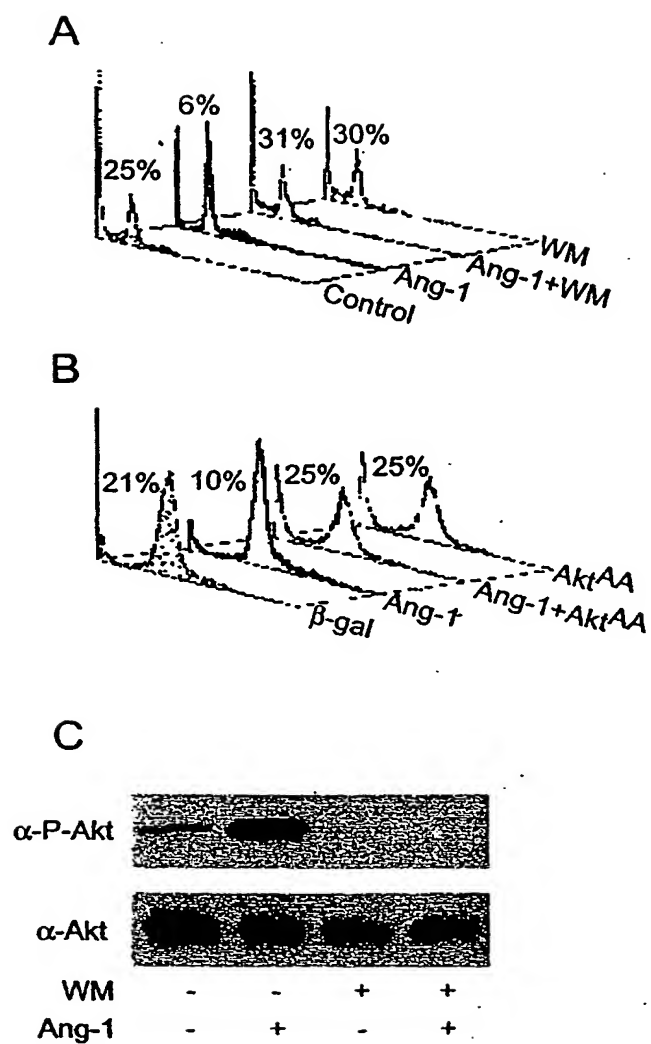 A
25%
6%
31%
30%
WM
Ang-1+WM
Ang-1
Control
B
21%
10%
25%
25%
AktAA
Ang-1+AktAA
Ang-1
β-gal
C
α-P-Akt
α-Akt
WM - - + +
Ang-1 - + - +